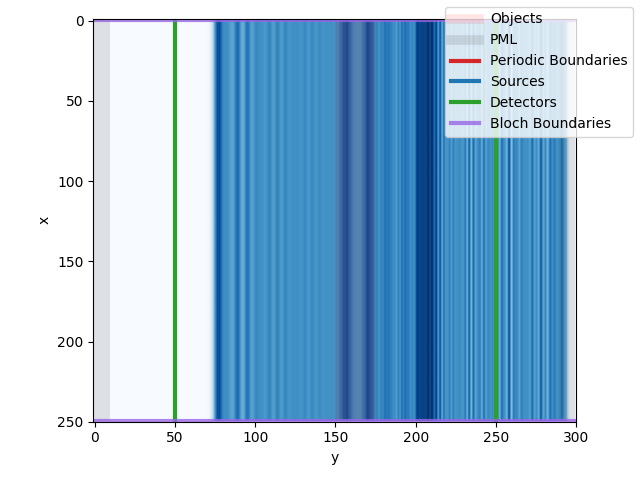 Objects
PML
Periodic Boundaries
Sources
Detectors
Bloch Boundaries
0
50
100
150
200
250
x
0 50 100 150 200 250 300
y